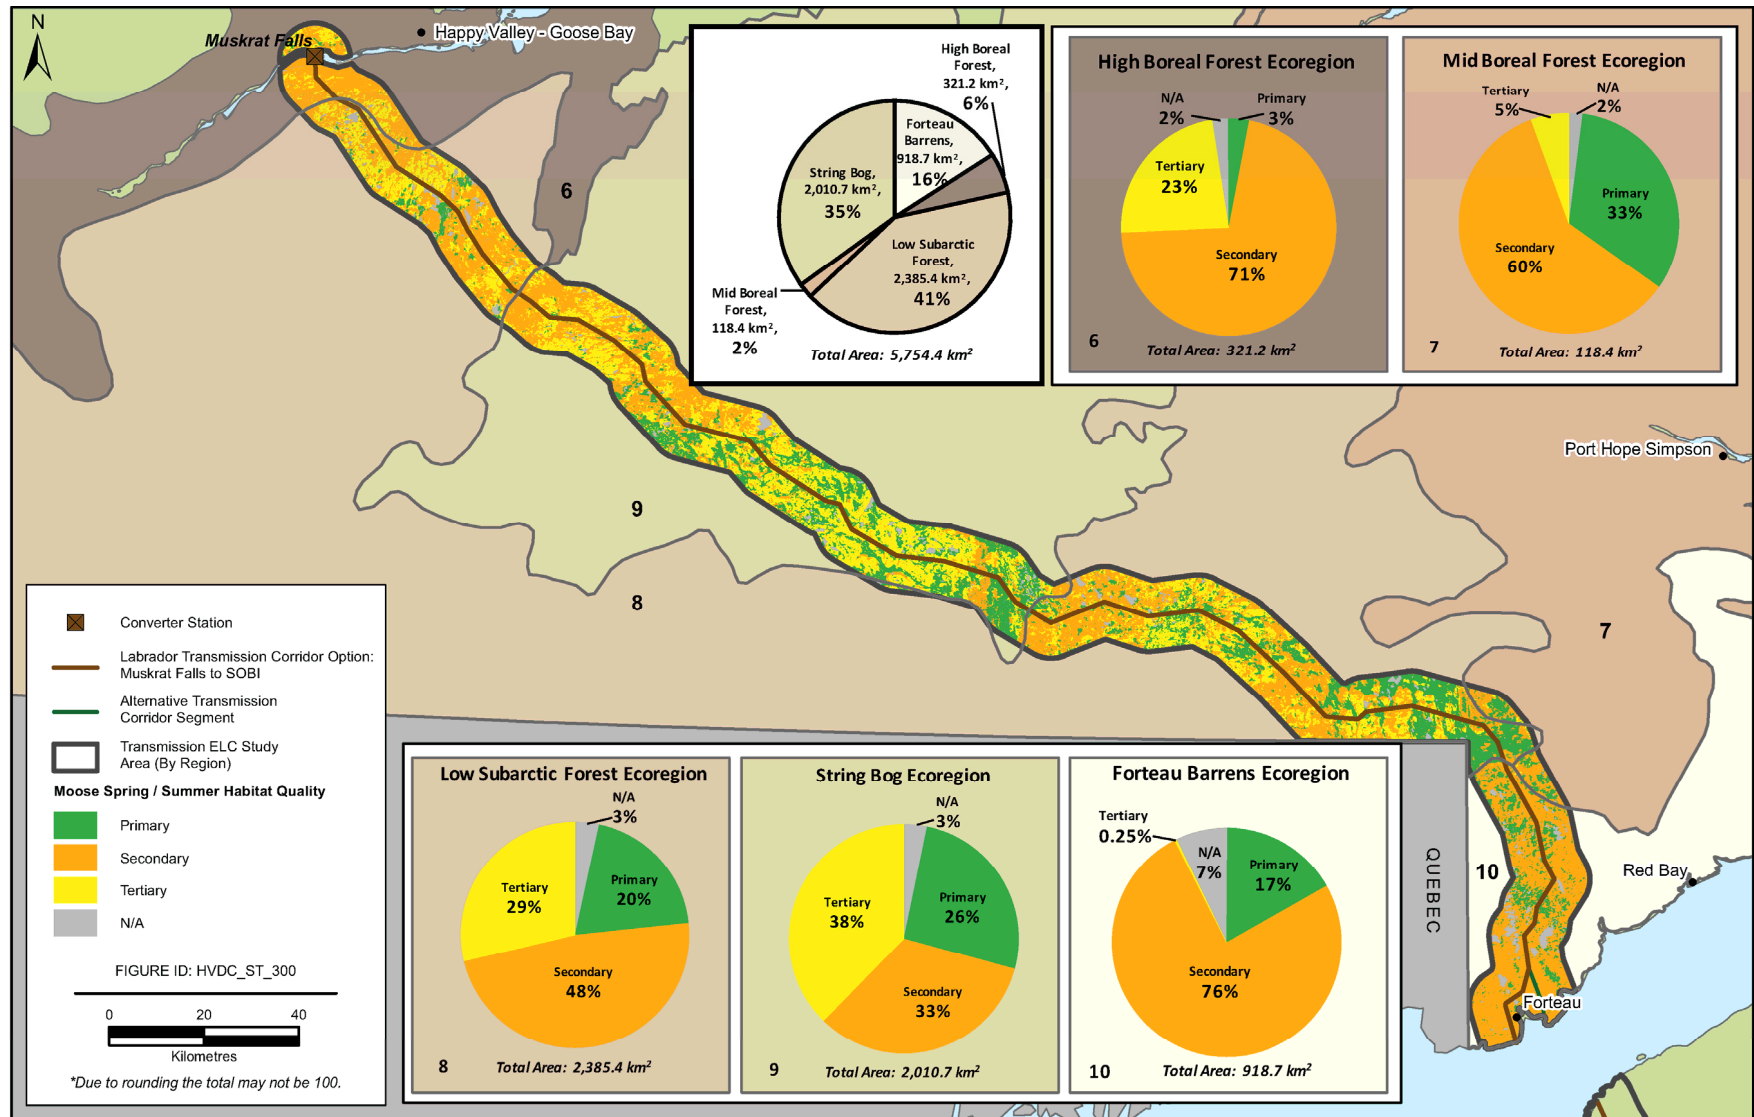 N
Muskrat Falls
Happy Valley - Goose Bay
6
9
8
7
10
Port Hope Simpson
Red Bay
Forteau
QUEBEC
High Boreal
Forest,
321.2 km²,
6%
Forteau
Barrens,
918.7 km²,
16%
String Bog,
2,010.7 km²,
35%
Low Subarctic
Forest,
2,385.4 km²,
41%
Mid Boreal
Forest,
118.4 km²,
2%
Total Area: 5,754.4 km²
High Boreal Forest Ecoregion
N/A
2%
Primary
3%
Tertiary
23%
Secondary
71%
6
Total Area: 321.2 km²
Mid Boreal Forest Ecoregion
Tertiary
5%
N/A
2%
Primary
33%
Secondary
60%
7
Total Area: 118.4 km²
Converter Station
Labrador Transmission Corridor Option:
Muskrat Falls to SOBI
Alternative Transmission
Corridor Segment
Transmission ELC Study
Area (By Region)
Moose Spring / Summer Habitat Quality
Primary
Secondary
Tertiary
N/A
FIGURE ID: HVDC_ST_300
0 20 40
Kilometres
*Due to rounding the total may not be 100.
Low Subarctic Forest Ecoregion
N/A
3%
Tertiary
29%
Primary
20%
Secondary
48%
8
Total Area: 2,385.4 km²
String Bog Ecoregion
N/A
3%
Tertiary
38%
Primary
26%
Secondary
33%
9
Total Area: 2,010.7 km²
Forteau Barrens Ecoregion
Tertiary
0.25%
N/A
7%
Primary
17%
Secondary
76%
10
Total Area: 918.7 km²